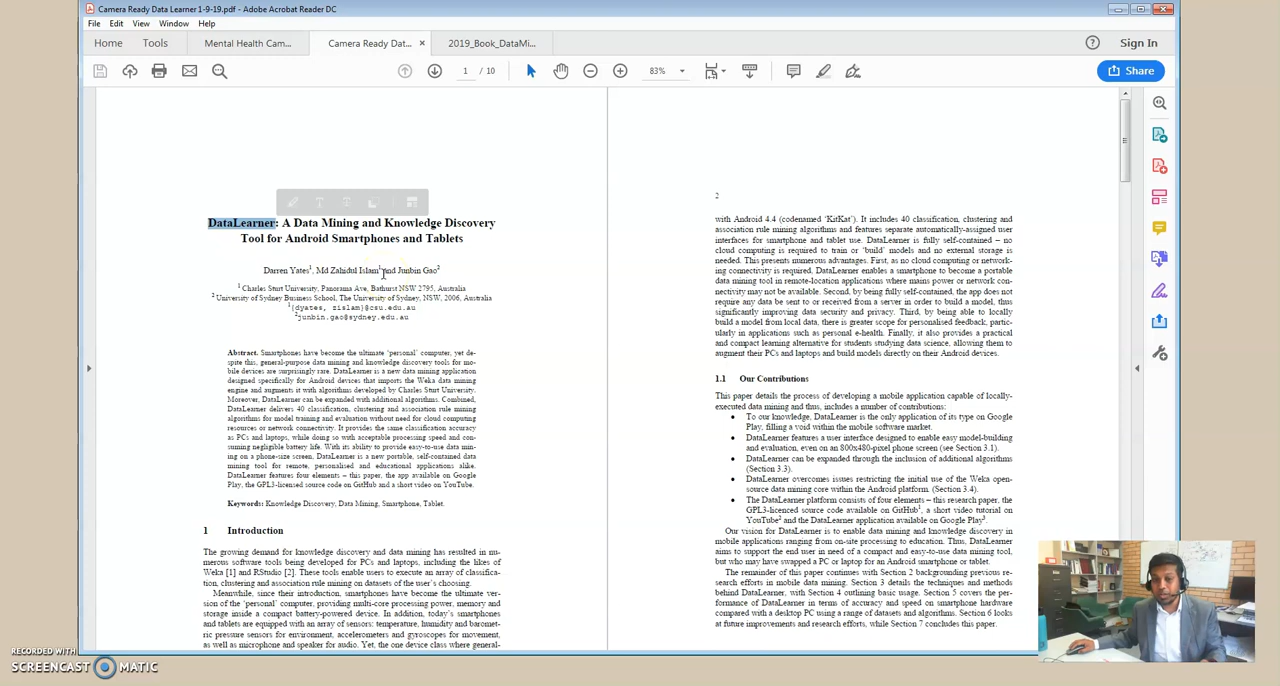 Camera Ready Data Learner 1-9-19.pdf - Adobe Acrobat Reader DC
File Edit View Window Help
Home Tools Mental Health Cam... Camera Ready Dat... × 2019_Book_DataMi... Sign In
1 / 10 83% Share
DataLearner: A Data Mining and Knowledge Discovery
Tool for Android Smartphones and Tablets
Darren Yates1, Md Zahidul Islam1 and Junbin Gao2
1 Charles Sturt University, Panorama Ave, Bathurst NSW 2795, Australia
2 University of Sydney Business School, The University of Sydney, NSW, 2006, Australia
1{dyates, zislam}@csu.edu.au
2junbin.gao@sydney.edu.au
Abstract. Smartphones have become the ultimate ‘personal’ computer, yet de-
spite this, general-purpose data mining and knowledge discovery tools for mo-
bile devices are surprisingly rare. DataLearner is a new data mining application
designed specifically for Android devices that imports the Weka data mining
engine and augments it with algorithms developed by Charles Sturt University.
Moreover, DataLearner can be expanded with additional algorithms. Combined,
DataLearner delivers 40 classification, clustering and association rule mining
algorithms for model training and evaluation without need for cloud computing
resources or network connectivity. It provides the same classification accuracy
as PCs and laptops, while doing so with acceptable processing speed and con-
suming negligible battery life. With its ability to provide easy-to-use data min-
ing on a phone-size screen, DataLearner is a new portable, self-contained data
mining tool for remote, personalised and educational applications alike.
DataLearner features four elements – this paper, the app available on Google
Play, the GPL3-licensed source code on GitHub and a short video on YouTube.
Keywords: Knowledge Discovery, Data Mining, Smartphone, Tablet.
1 Introduction
The growing demand for knowledge discovery and data mining has resulted in nu-
merous software tools being developed for PCs and laptops, including the likes of
Weka [1] and RStudio [2]. These tools enable users to execute an array of classifica-
tion, clustering and association rule mining on datasets of the user’s choosing.
Meanwhile, since their introduction, smartphones have become the ultimate ver-
sion of the ‘personal’ computer, providing multi-core processing power, memory and
storage inside a compact battery-powered device. In addition, today’s smartphones
and tablets are equipped with an array of sensors: temperature, humidity and baromet-
ric pressure sensors for environment, accelerometers and gyroscopes for movement,
as well as microphone and speaker for audio. Yet, the one device class where general-
2
with Android 4.4 (codenamed ‘KitKat’). It includes 40 classification, clustering and
association rule mining algorithms and features separate automatically-assigned user
interfaces for smartphone and tablet use. DataLearner is fully self-contained – no
cloud computing is required to train or ‘build’ models and no external storage is
needed. This presents numerous advantages. First, as no cloud computing or network-
ing connectivity is required. DataLearner enables a smartphone to become a portable
data mining tool in remote-location applications where mains power or network con-
nectivity may not be available. Second, by being fully self-contained, the app does not
require any data be sent to or received from a server in order to build a model, thus
significantly improving data security and privacy. Third, by being able to locally
build a model from local data, there is greater scope for personalised feedback, partic-
ularly in applications such as personal e-health. Finally, it also provides a practical
and compact learning alternative for students studying data science, allowing them to
augment their PCs and laptops and build models directly on their Android devices.
1.1 Our Contributions
This paper details the process of developing a mobile application capable of locally-
executed data mining and thus, includes a number of contributions:
• To our knowledge, DataLearner is the only application of its type on Google
Play, filling a void within the mobile software market.
• DataLearner features a user interface designed to enable easy model-building
and evaluation, even on an 800x480-pixel phone screen (see Section 3.1).
• DataLearner can be expanded through the inclusion of additional algorithms
(Section 3.3).
• DataLearner overcomes issues restricting the initial use of the Weka open-
source data mining core within the Android platform. (Section 3.4).
• The DataLearner platform consists of four elements – this research paper, the
GPL3-licenced source code available on GitHub1, a short video tutorial on
YouTube2 and the DataLearner application available on Google Play3.
Our vision for DataLearner is to enable data mining and knowledge discovery in
mobile applications ranging from on-site processing to education. Thus, DataLearner
aims to support the end user in need of a compact and easy-to-use data mining tool,
but who may have swapped a PC or laptop for an Android smartphone or tablet.
The remainder of this paper continues with Section 2 backgrounding previous re-
search efforts in mobile data mining. Section 3 details the techniques and methods
behind DataLearner, with Section 4 outlining basic usage. Section 5 covers the per-
formance of DataLearner in terms of accuracy and speed on smartphone hardware
compared with a desktop PC using a range of datasets and algorithms. Section 6 looks
at future improvements and research efforts, while Section 7 concludes this paper.
RECORDED WITH
SCREENCAST MATIC